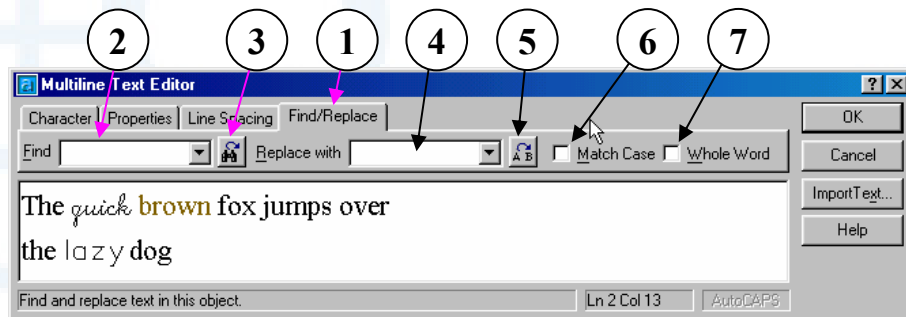 2 3 1 4 5 6 7
Multiline Text Editor
Character Properties Line Spacing Find/Replace
Find Replace with A B Match Case Whole Word
The quick brown fox jumps over
the lazy dog
OK
Cancel
ImportText...
Help
Find and replace text in this object. Ln 2 Col 13 AutoCAPS